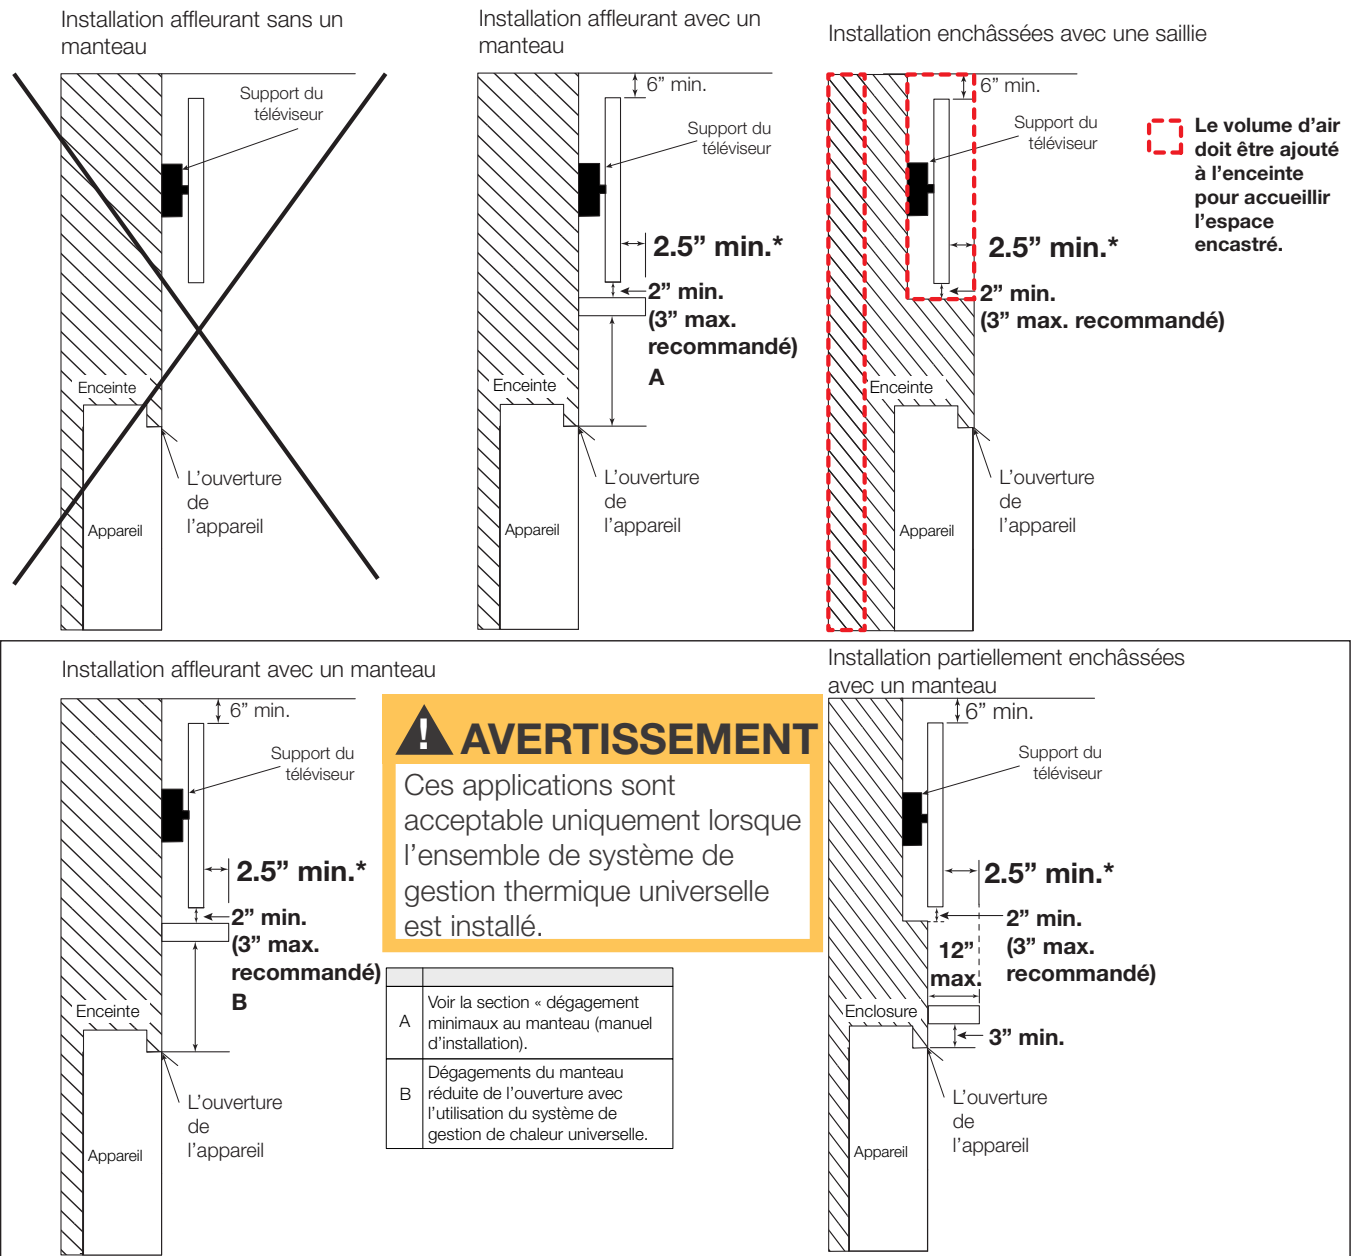 Installation affleurant sans un
manteau
Support du
téléviseur
Enceinte
L'ouverture
de
l'appareil
Appareil
Installation affleurant avec un
manteau
6” min.
Support du
téléviseur
2.5” min.*
2” min.
(3” max.
recommandé)
A
Enceinte
L'ouverture
de
l'appareil
Appareil
Installation enchâssées avec une saillie
6” min.
Support du
téléviseur
2.5” min.*
2” min.
(3” max. recommandé)
Enceinte
L'ouverture
de
l'appareil
Appareil
Le volume d'air
doit être ajouté
à l'enceinte
pour accueillir
l'espace
encastré.
Installation affleurant avec un manteau
6” min.
Support du
téléviseur
2.5” min.*
2” min.
(3” max.
recommandé)
B
Enceinte
L'ouverture
de
l'appareil
Appareil
! AVERTISSEMENT
Ces applications sont
acceptable uniquement lorsque
l'ensemble de système de
gestion thermique universelle
est installé.
A
Voir la section « dégagement
minimaux au manteau (manuel
d'installation).
B
Dégagements du manteau
réduite de l'ouverture avec
l'utilisation du système de
gestion de chaleur universelle.
Installation partiellement enchâssées
avec un manteau
6” min.
Support du
téléviseur
2.5” min.*
2” min.
(3” max.
recommandé)
12”
max.
Enclosure
3” min.
L'ouverture
de
l'appareil
Appareil